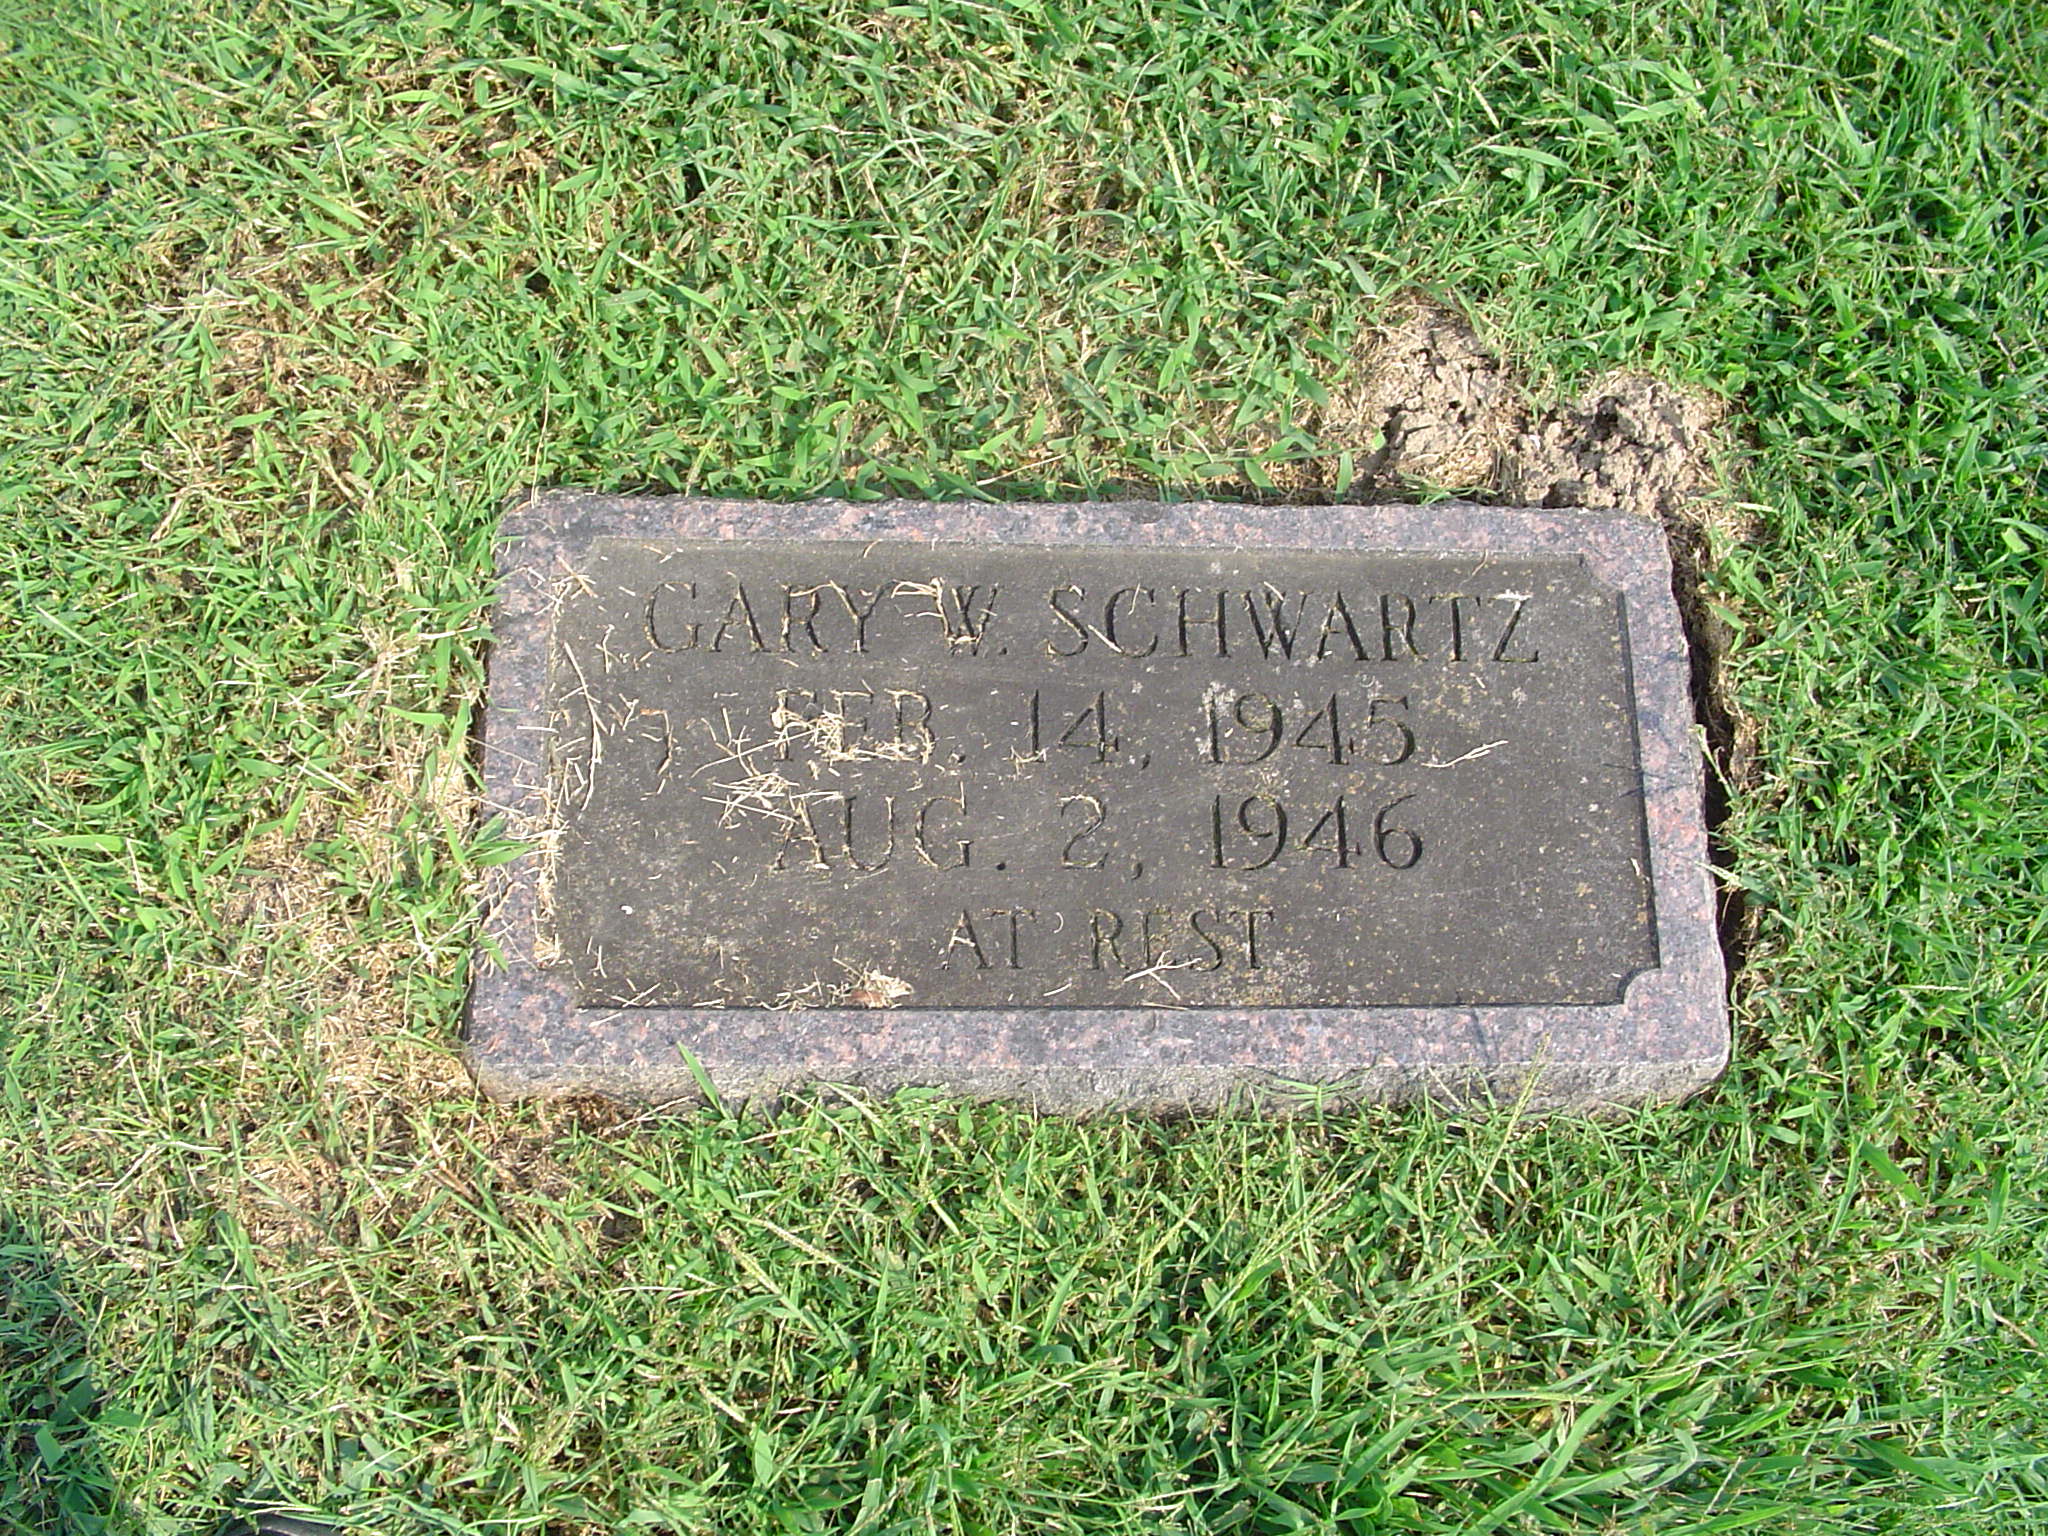 GARY W. SCHWARTZ
FEB. 14, 1945
AUG. 2, 1946
AT REST